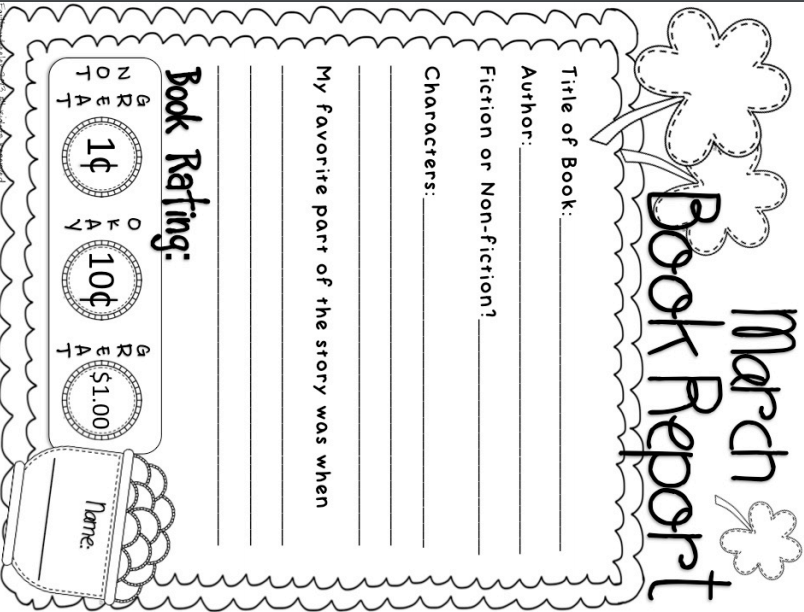 March
Book Report
Title of Book:
Author:
Fiction or Non-fiction?
Characters:
My favorite part of the story was when
Book Rating:
NOT GREAT
1¢
OKAY
10¢
GREAT
$1.00
Name: